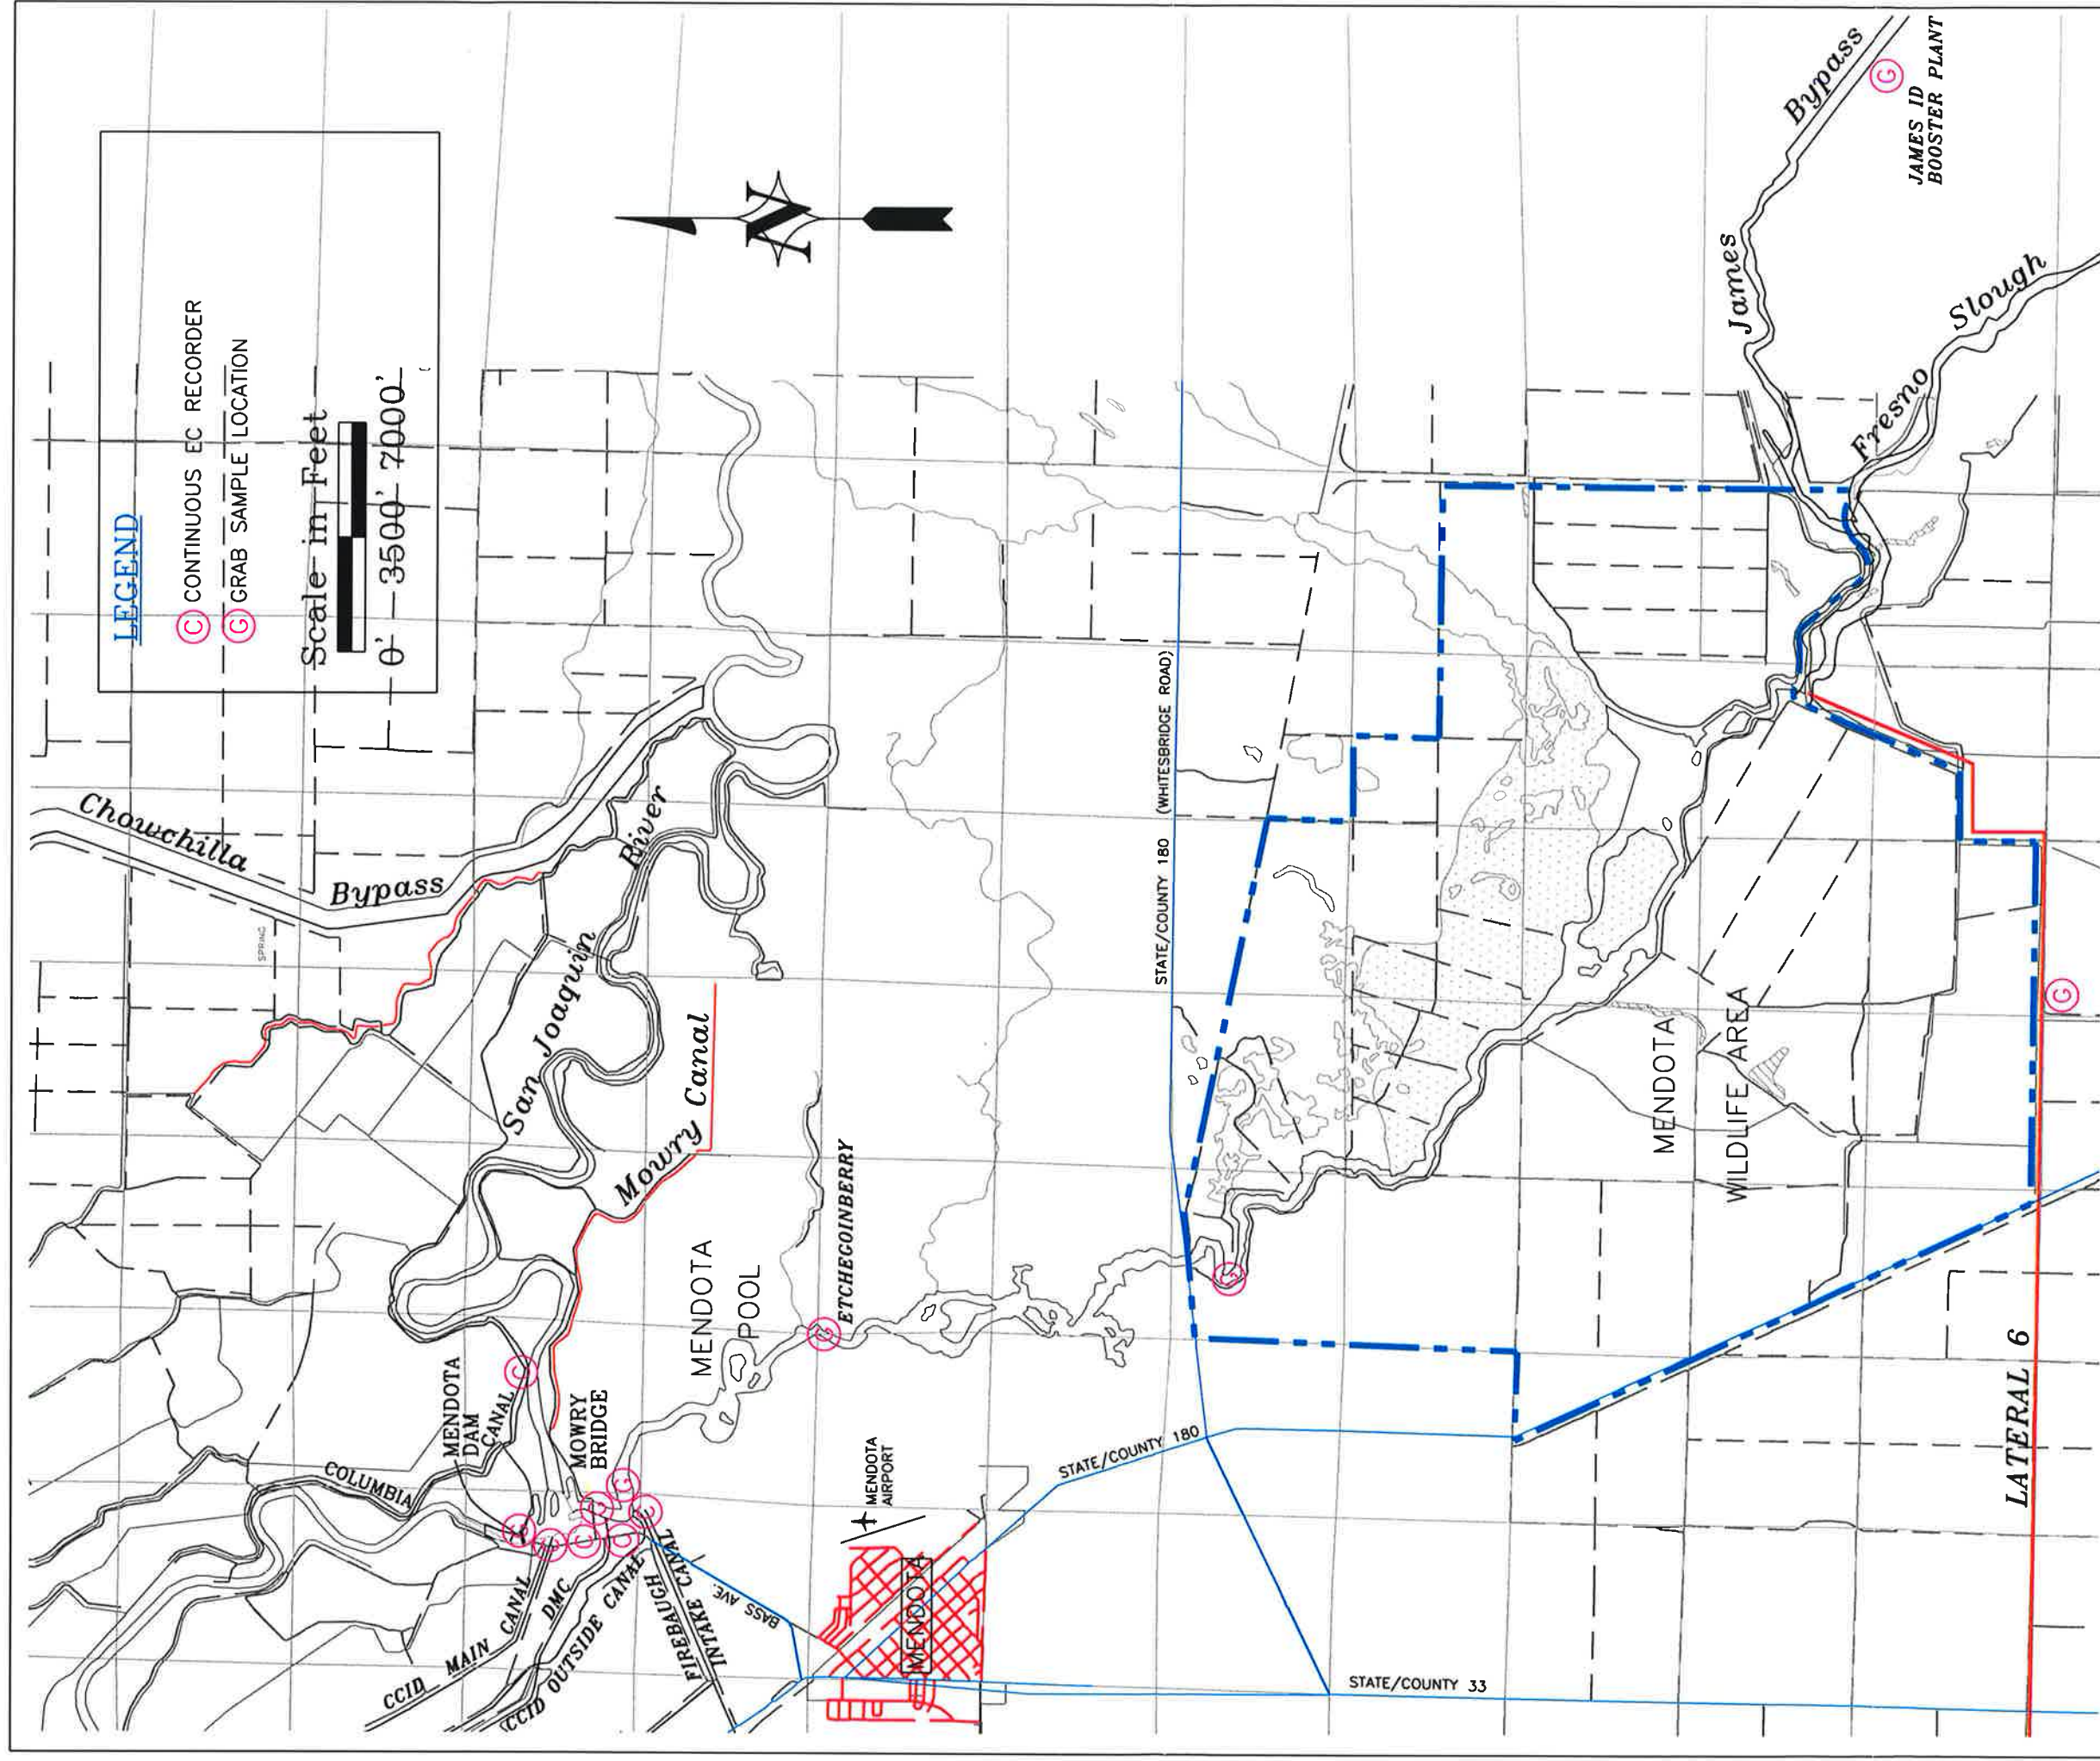 LEGEND
C CONTINUOUS EC RECORDER
G GRAB SAMPLE LOCATION
Scale in Feet
0' 3500' 7000'
N
Chowchilla
Bypass
SPRING
San Joaquin River
Mowry Canal
MENDOTA
POOL
G ETCHEGOINBERRY
MENDOTA
DAM
COLUMBIA CANAL
C
MOWRY
BRIDGE
G
CCID MAIN CANAL
DMC
CCID OUTSIDE CANAL
FIREBAUGH
INTAKE CANAL
BASS AVE.
MENDOTA
AIRPORT
MENDOTA
STATE/COUNTY 180
STATE/COUNTY 33
STATE/COUNTY 180 (WHITESBRIDGE ROAD)
MENDOTA
WILDLIFE AREA
LATERAL 6
G
James Bypass
Fresno Slough
G
JAMES ID
BOOSTER PLANT